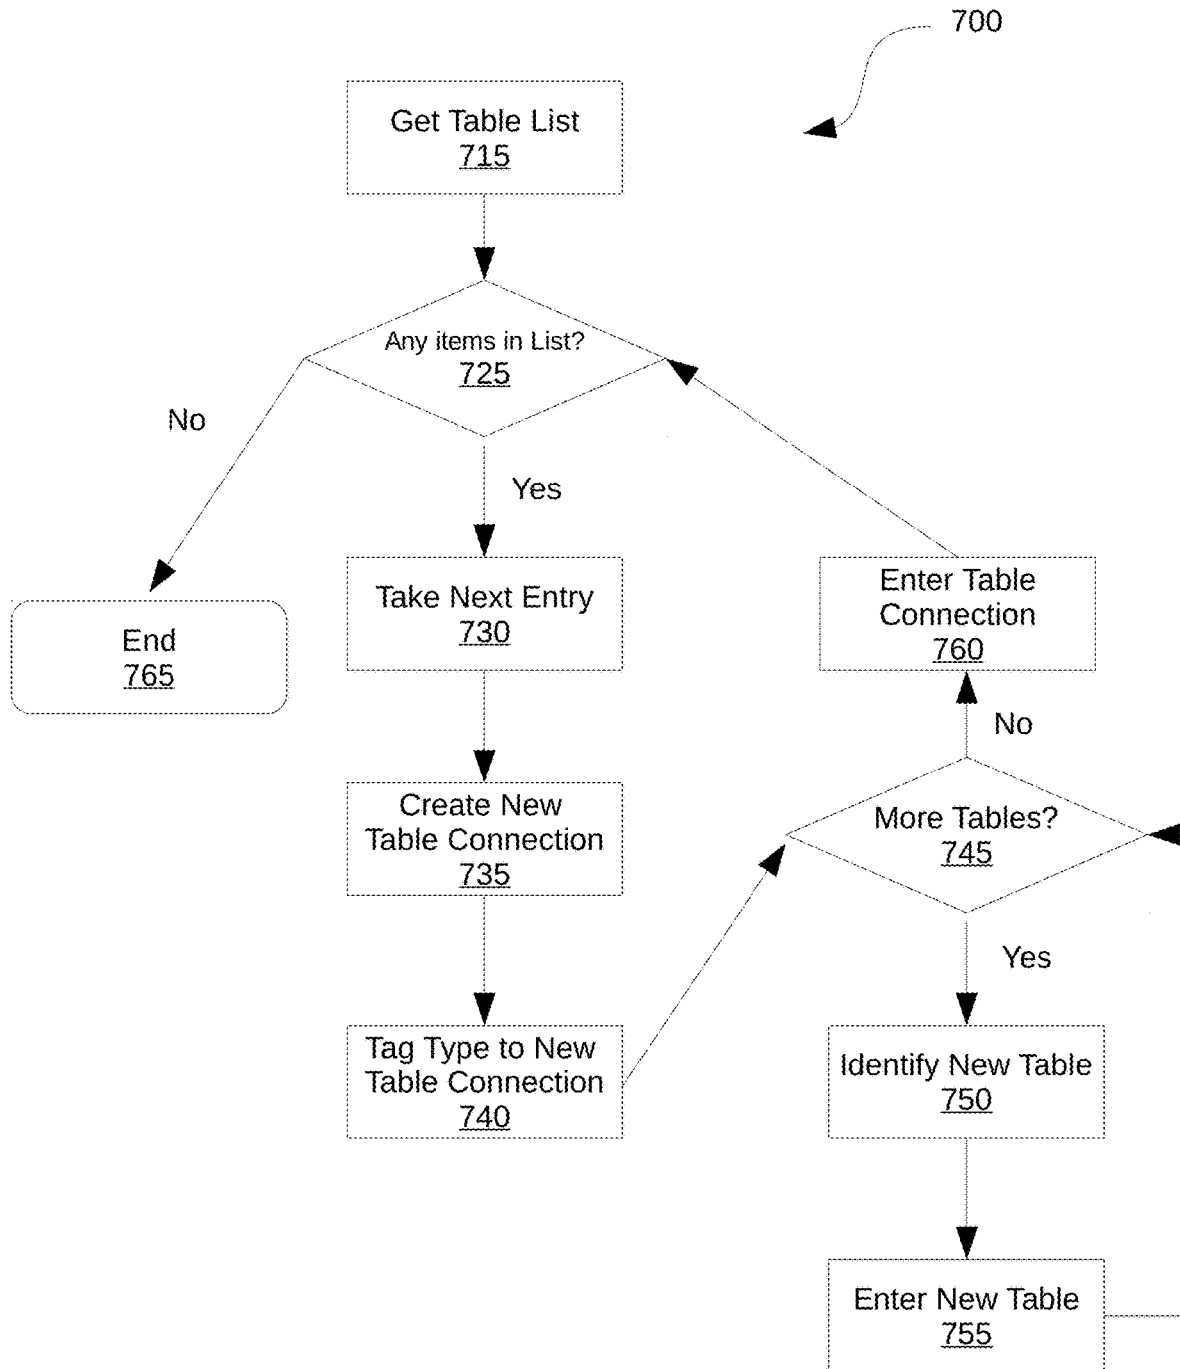 700
Get Table List
715
Any items in List?
725
No
Yes
Take Next Entry
730
Enter Table
Connection
760
End
765
No
Create New
Table Connection
735
More Tables?
745
Yes
Tag Type to New
Table Connection
740
Identify New Table
750
Enter New Table
755